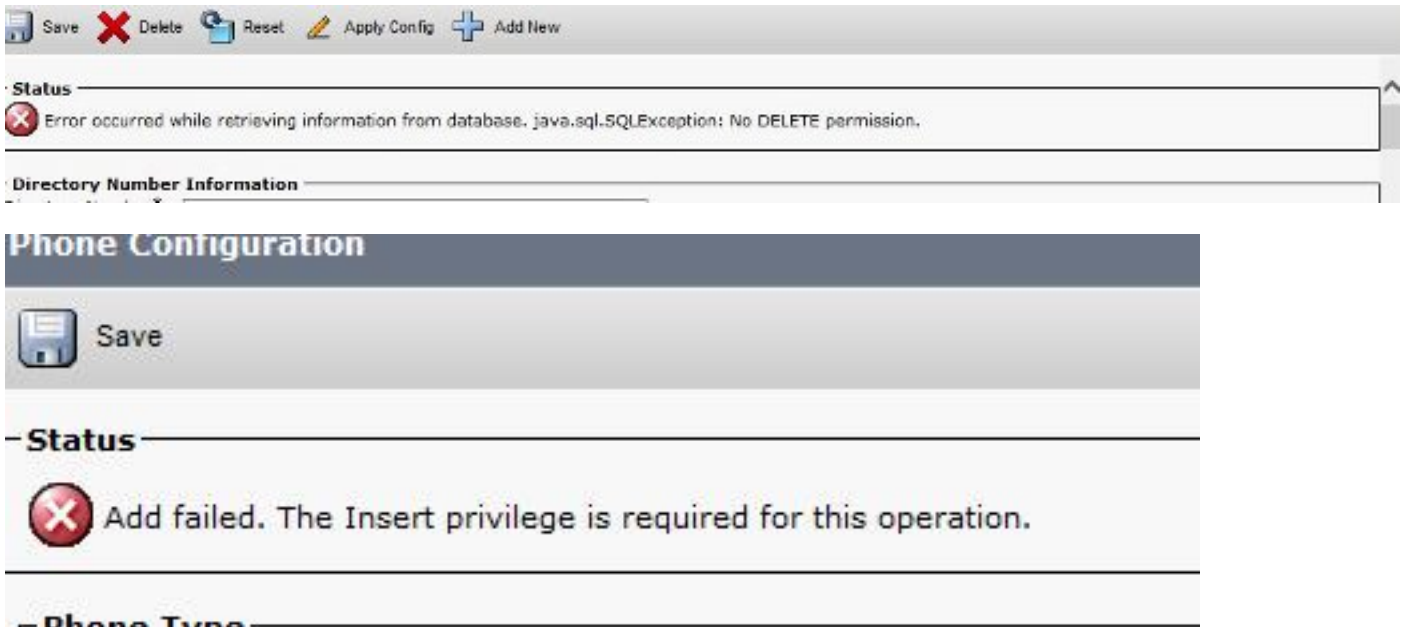 Save Delete Reset Apply Config Add New
Status
Error occurred while retrieving information from database. java.sql.SQLException: No DELETE permission.
Directory Number Information
Phone Configuration
Save
Status
Add failed. The Insert privilege is required for this operation.
Phone Type